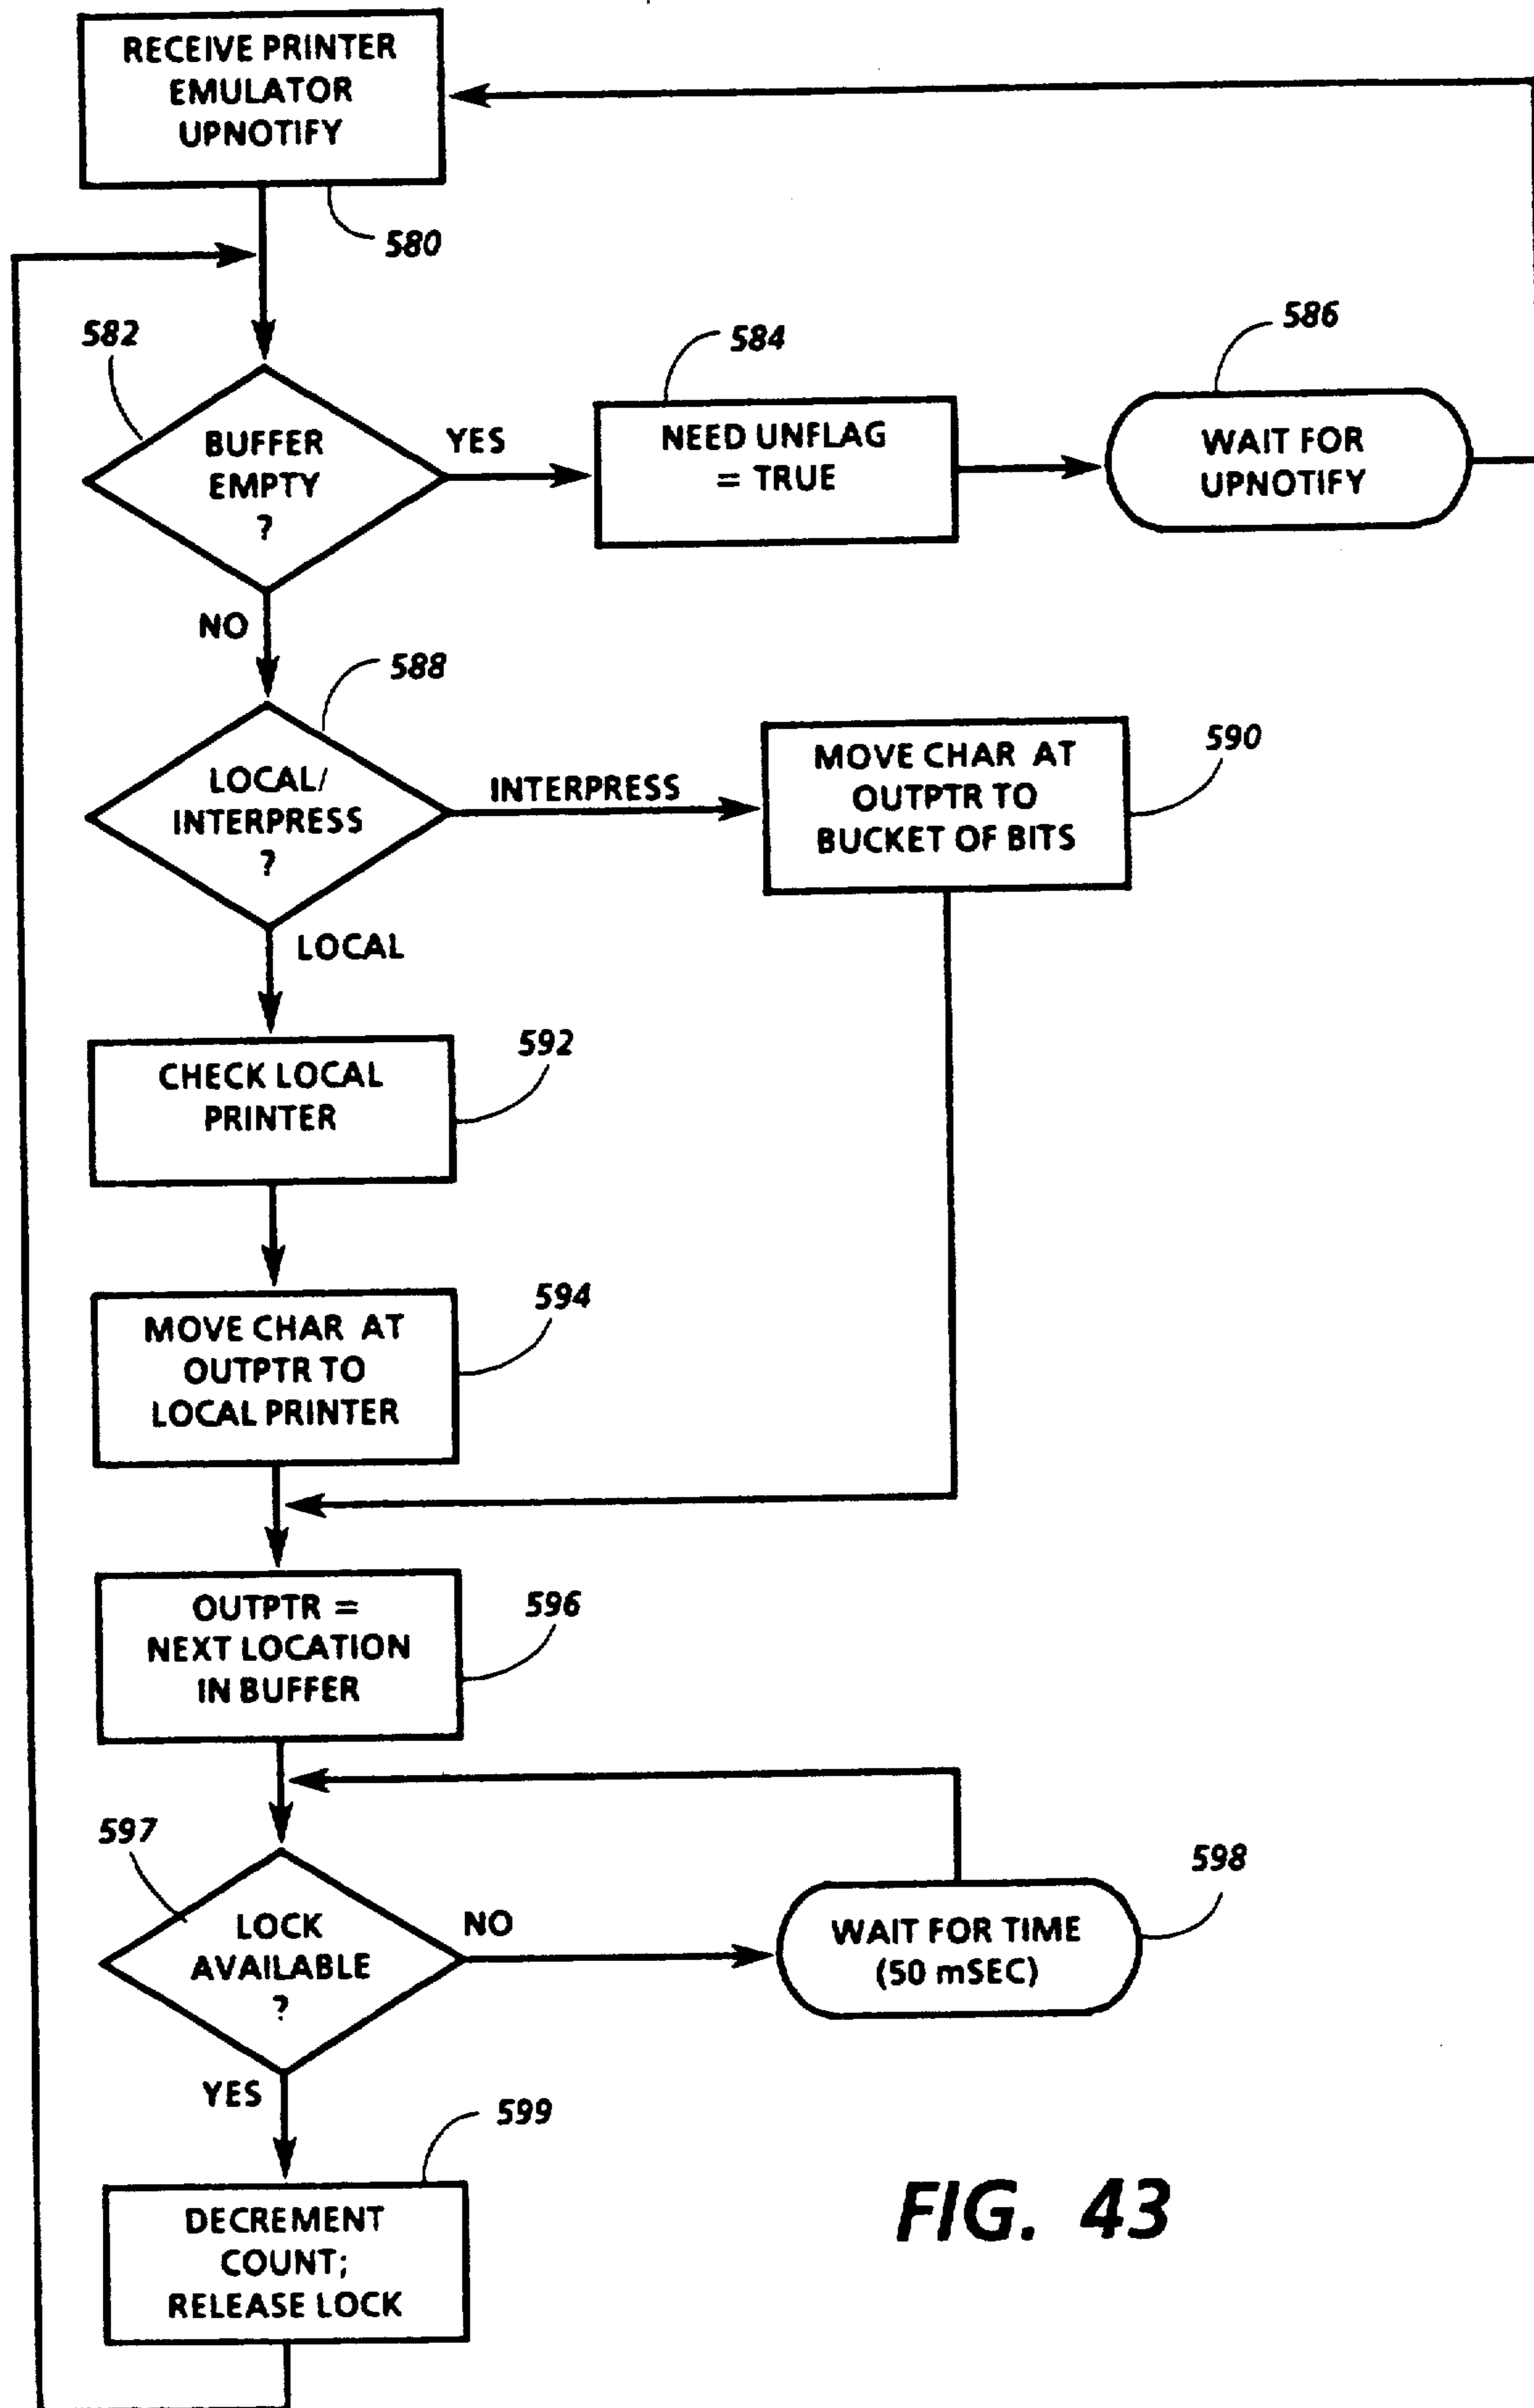 RECEIVE PRINTER
EMULATOR
UPNOTIFY
580
582
BUFFER
EMPTY
?
YES
584
NEED UNFLAG
= TRUE
586
WAIT FOR
UPNOTIFY
NO
588
LOCAL/
INTERPRESS
?
INTERPRESS
590
MOVE CHAR AT
OUTPTR TO
BUCKET OF BITS
LOCAL
592
CHECK LOCAL
PRINTER
594
MOVE CHAR AT
OUTPTR TO
LOCAL PRINTER
596
OUTPTR =
NEXT LOCATION
IN BUFFER
597
LOCK
AVAILABLE
?
NO
598
WAIT FOR TIME
(50 mSEC)
YES
599
DECREMENT
COUNT;
RELEASE LOCK
FIG. 43